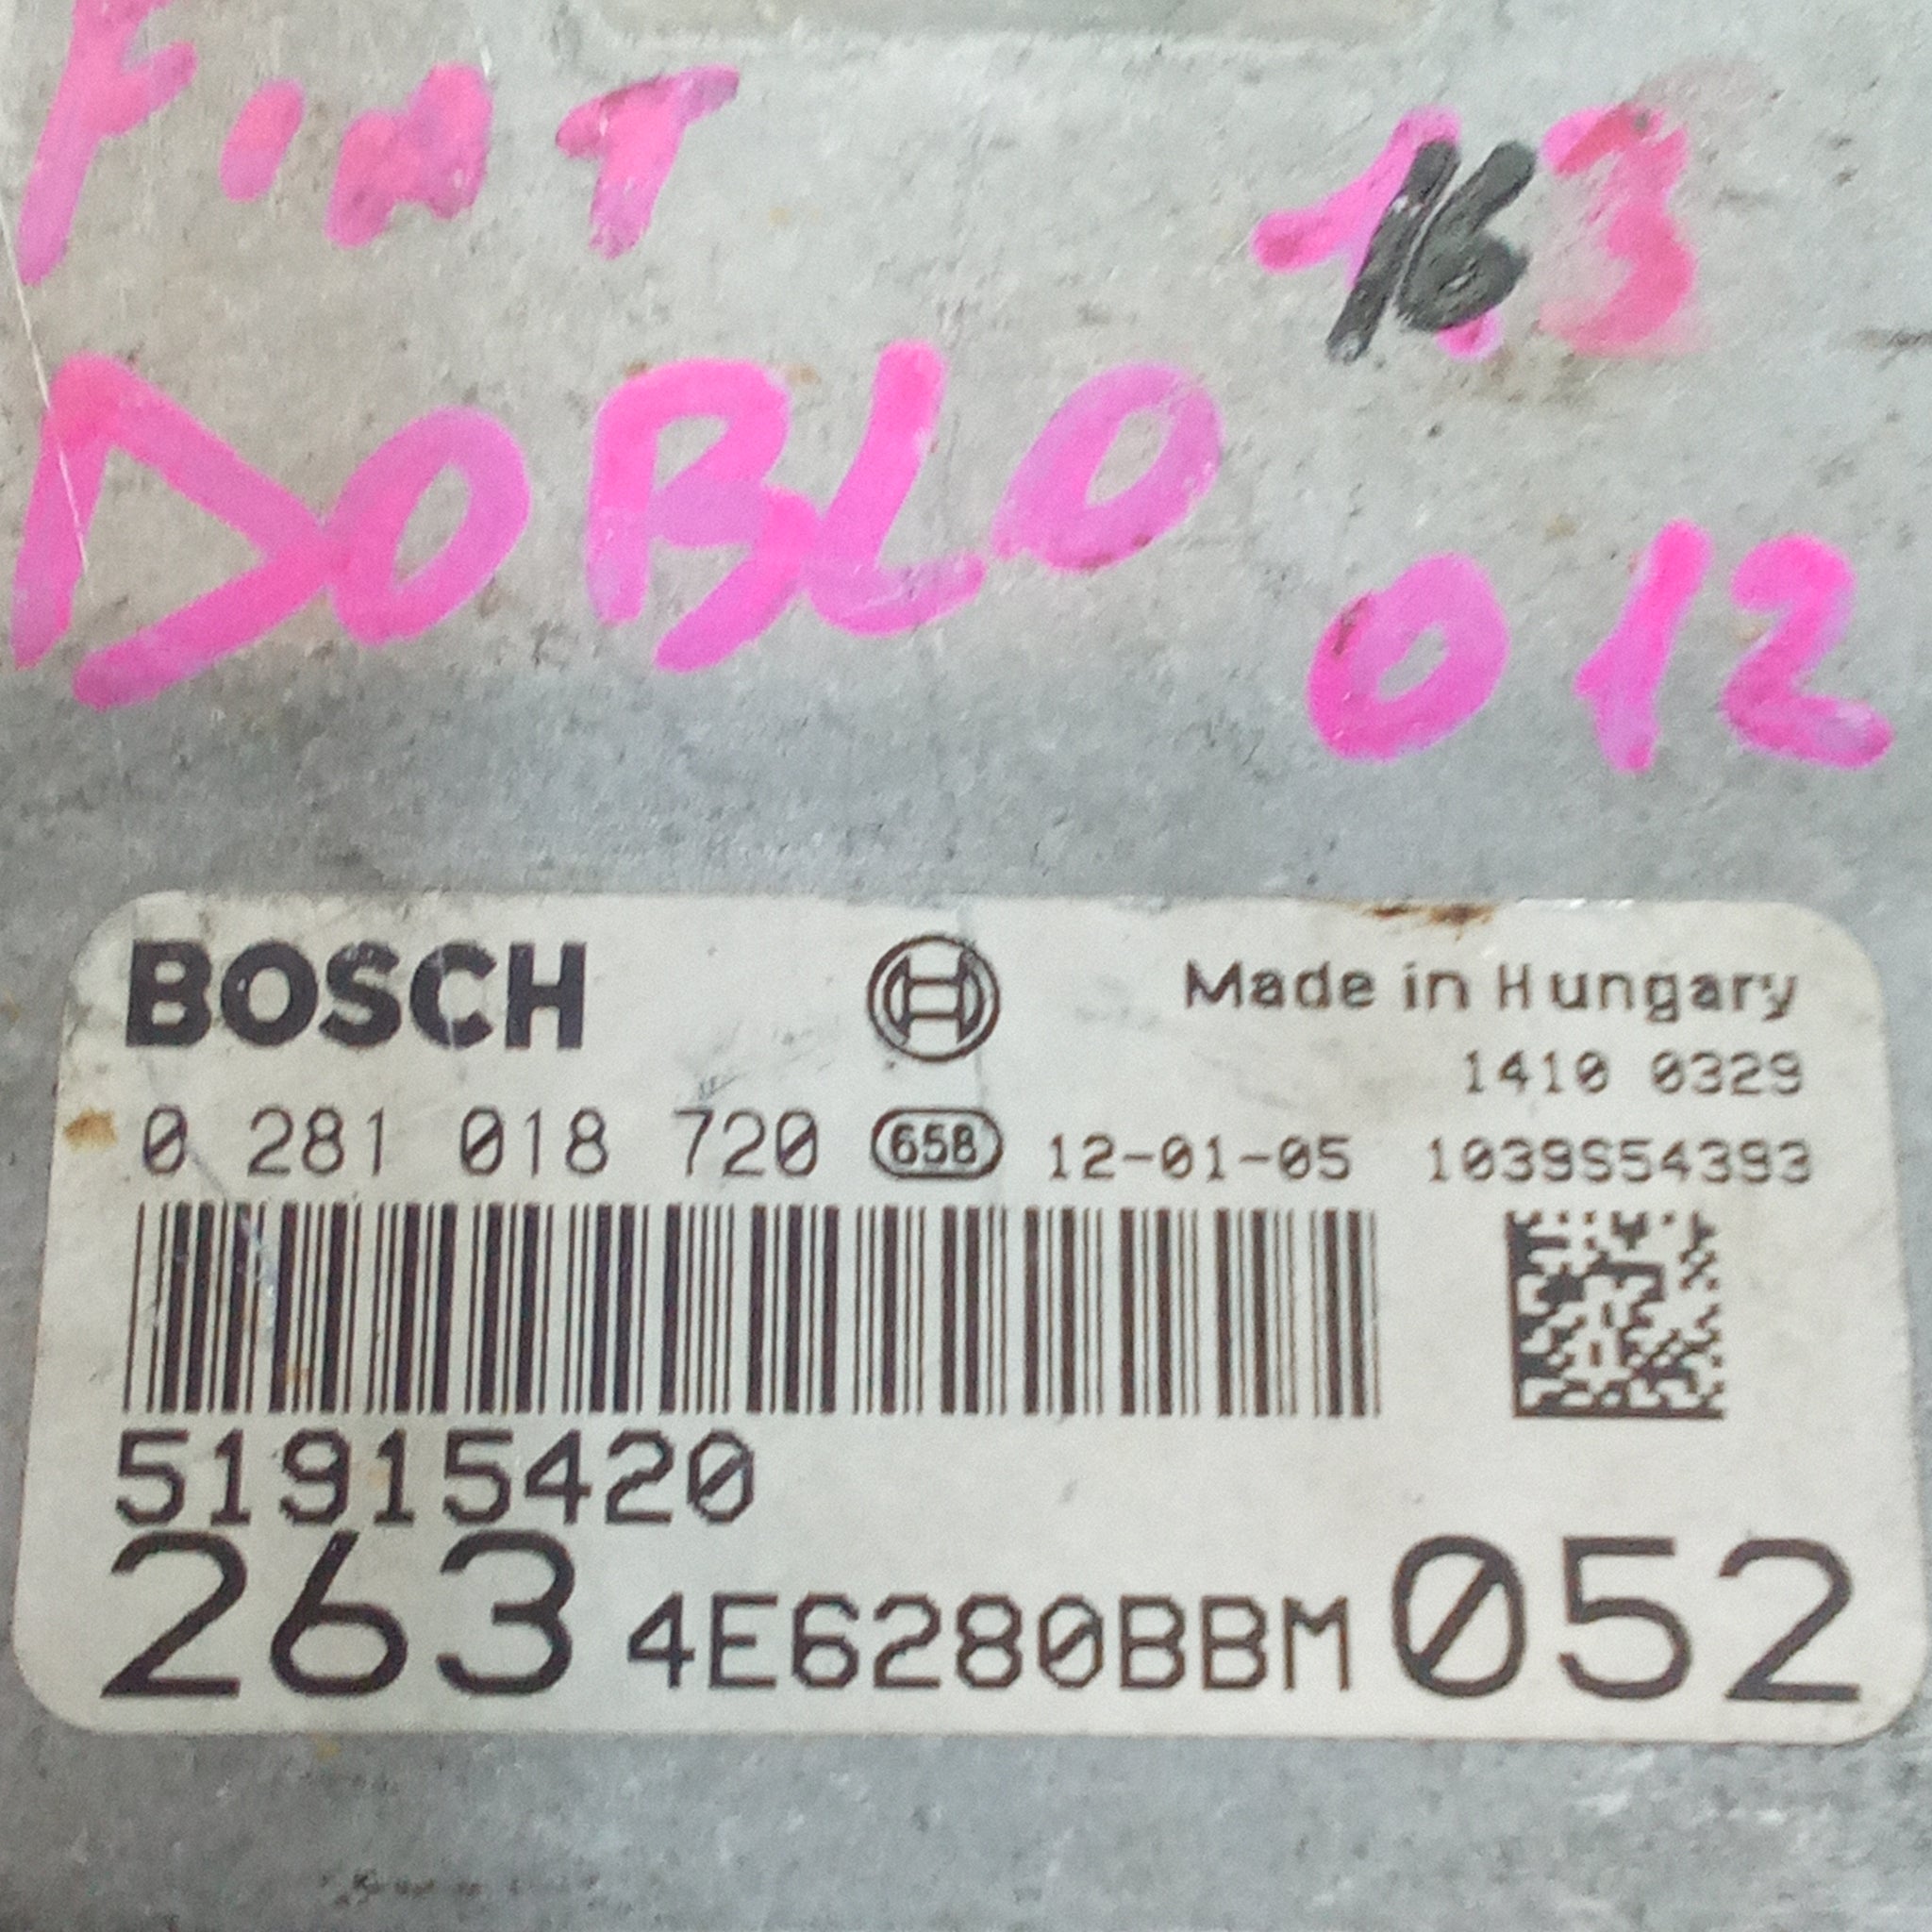 FIAT 1.3
16
DOBLO
012
BOSCH Made in Hungary
1410 0329
0 281 018 720 658 12-01-05 1039S54393
51915420
263 4E6280BBM 052